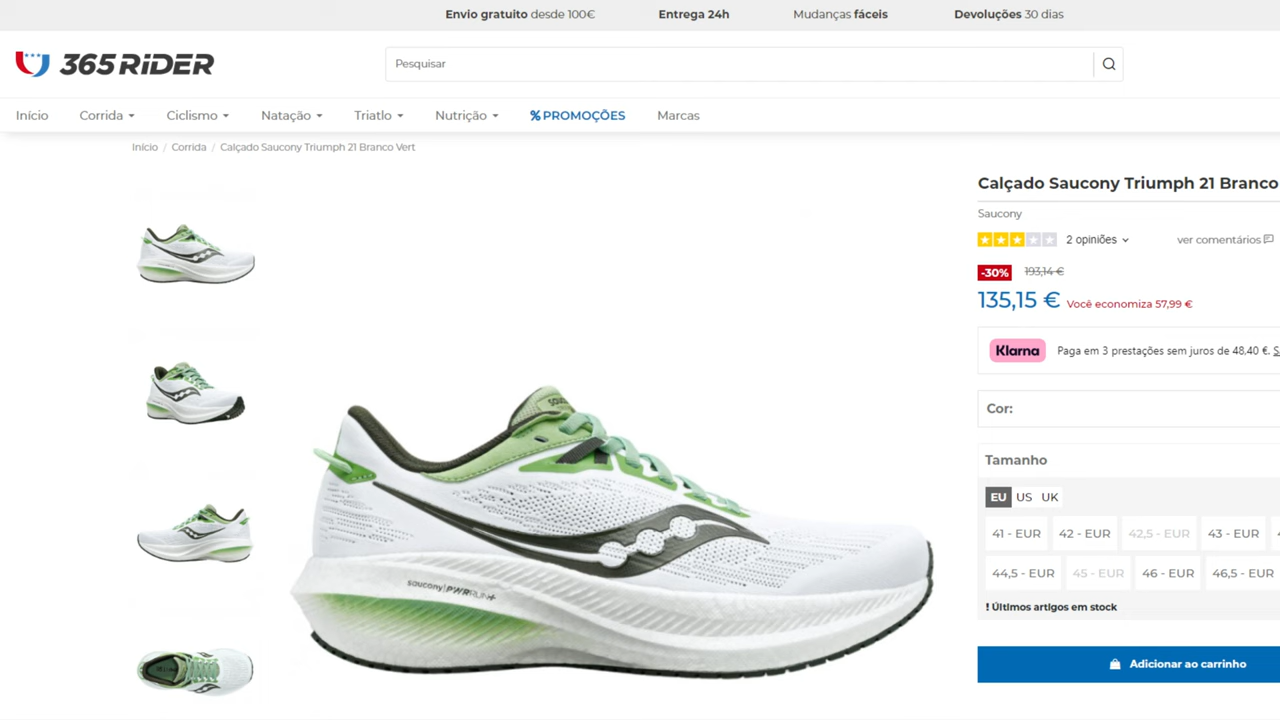 Envio gratuito desde 100€
Entrega 24h
Mudanças fáceis
Devoluções 30 dias
365 RiDER
Pesquisar
Início
Corrida
Ciclismo
Natação
Triatlo
Nutrição
% PROMOÇÕES
Marcas
Início / Corrida / Calçado Saucony Triumph 21 Branco Vert
Calçado Saucony Triumph 21 Branco
Saucony
2 opiniões
ver comentários
-30% 193,14 €
135,15 € Você economiza 57,99 €
Klarna Paga em 3 prestações sem juros de 48,40 €. S
Cor:
Tamanho
EU US UK
41 - EUR 42 - EUR 42,5 - EUR 43 - EUR
44,5 - EUR 45 - EUR 46 - EUR 46,5 - EUR
! Últimos artigos em stock
Adicionar ao carrinho
saucony | PWRRUN+